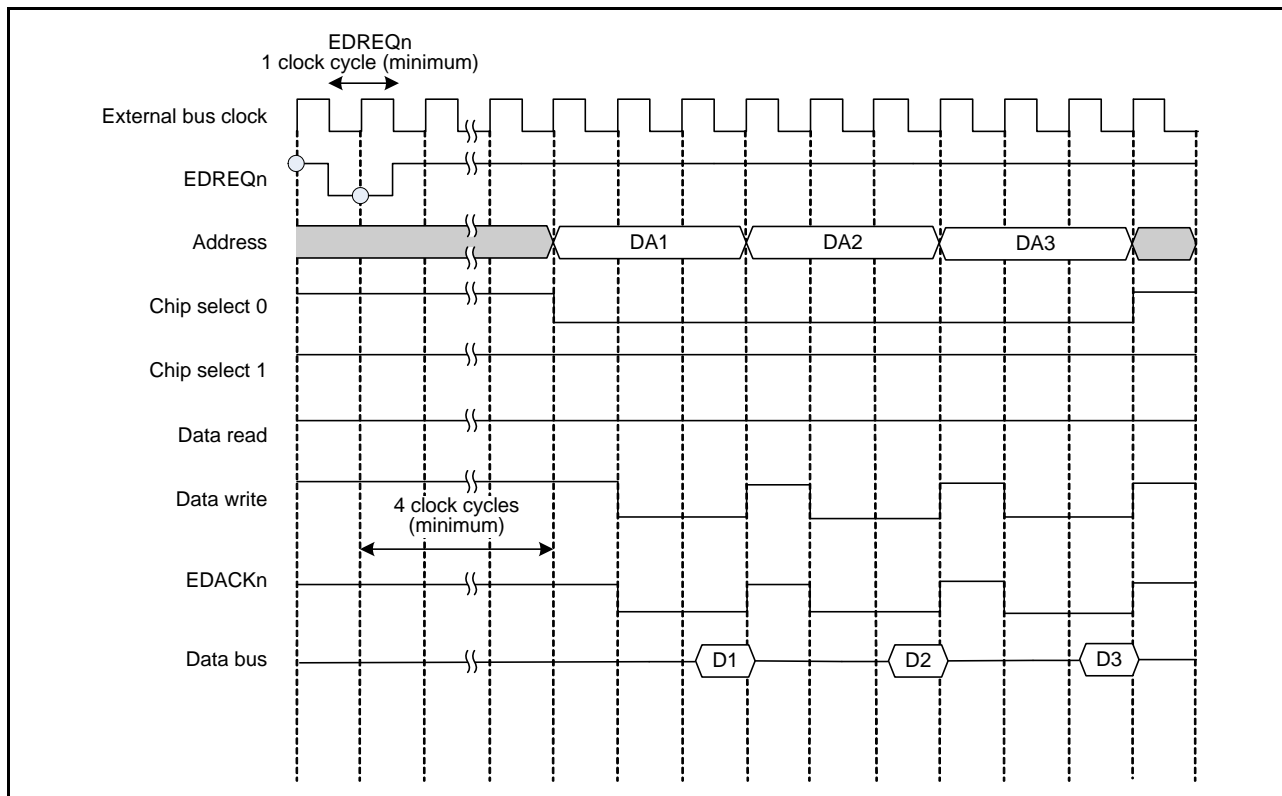 EDREQn
1 clock cycle (minimum)
External bus clock
EDREQn
Address
DA1
DA2
DA3
Chip select 0
Chip select 1
Data read
Data write
4 clock cycles
(minimum)
EDACKn
Data bus
D1
D2
D3